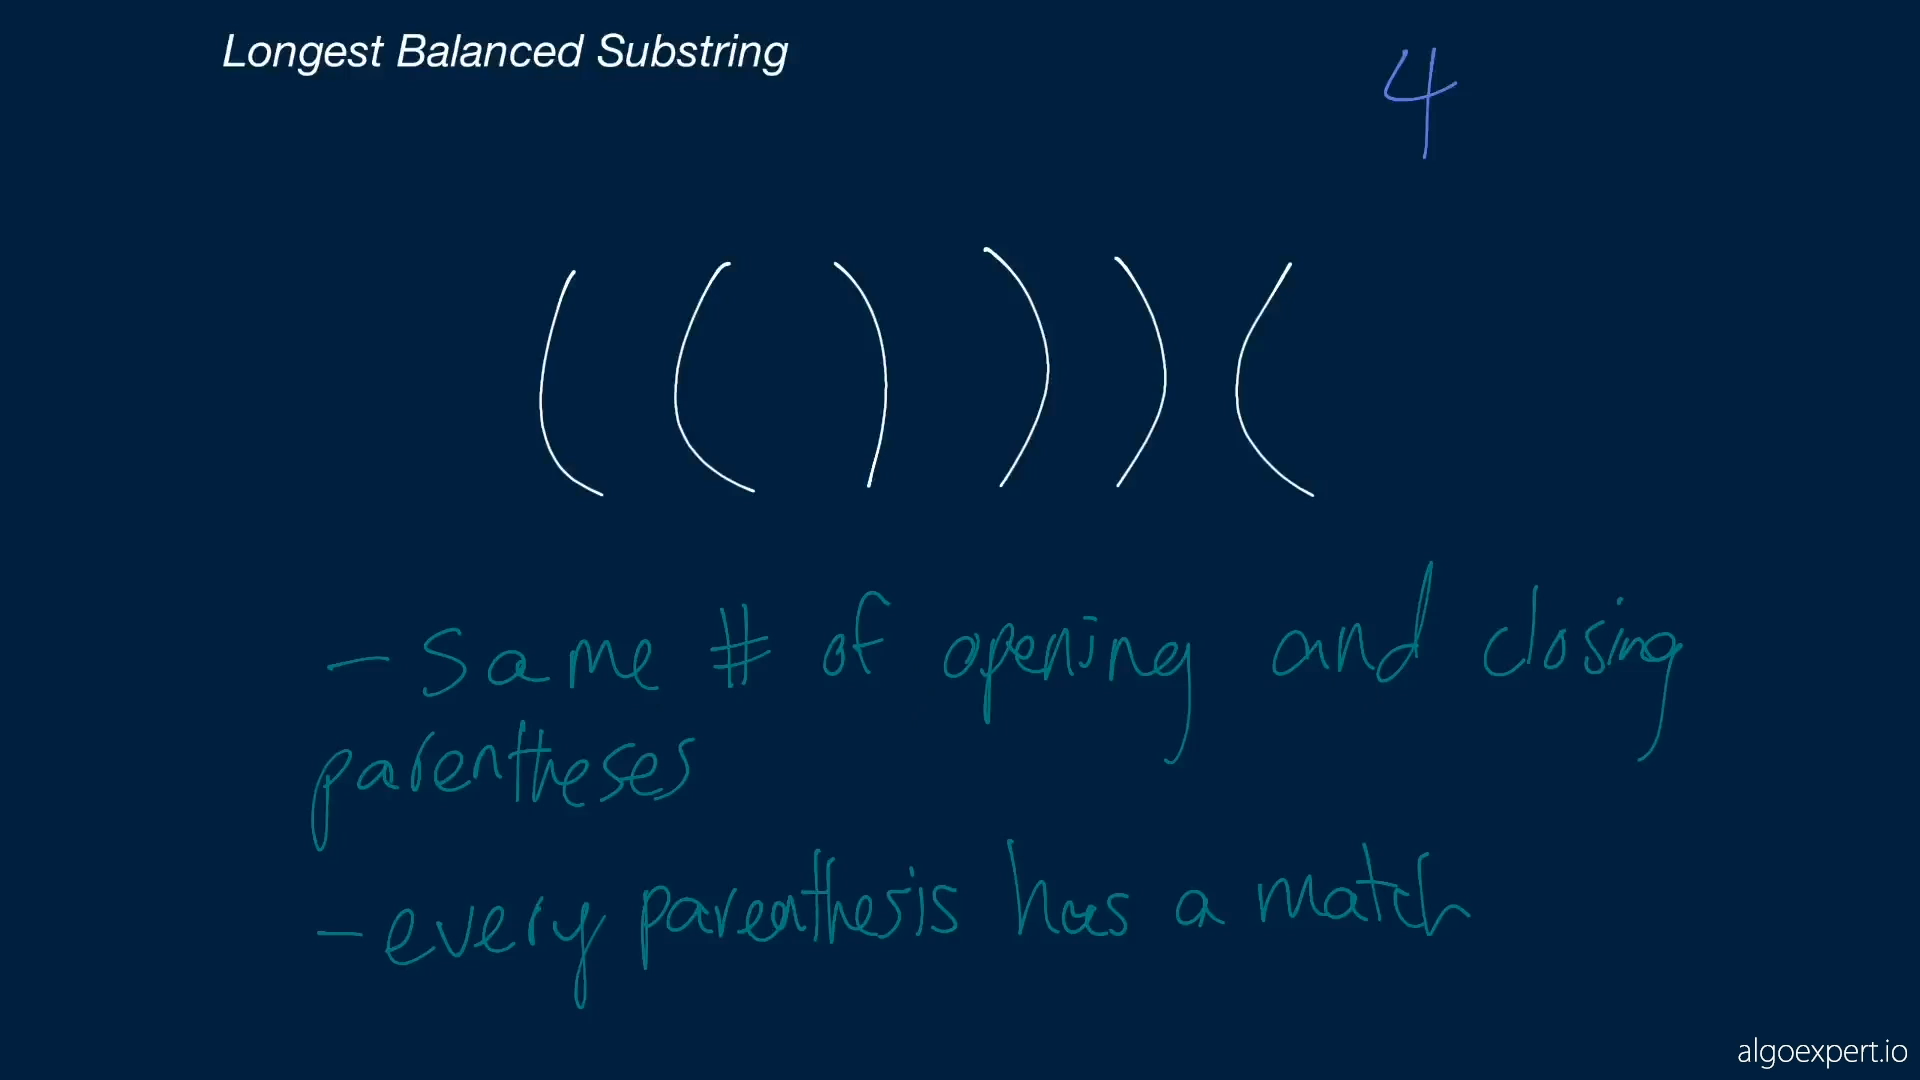 Longest Balanced Substring
4
( ( ) ) ) (
- Same # of opening and closing
parentheses
- every parenthesis has a match
algoexpert.io